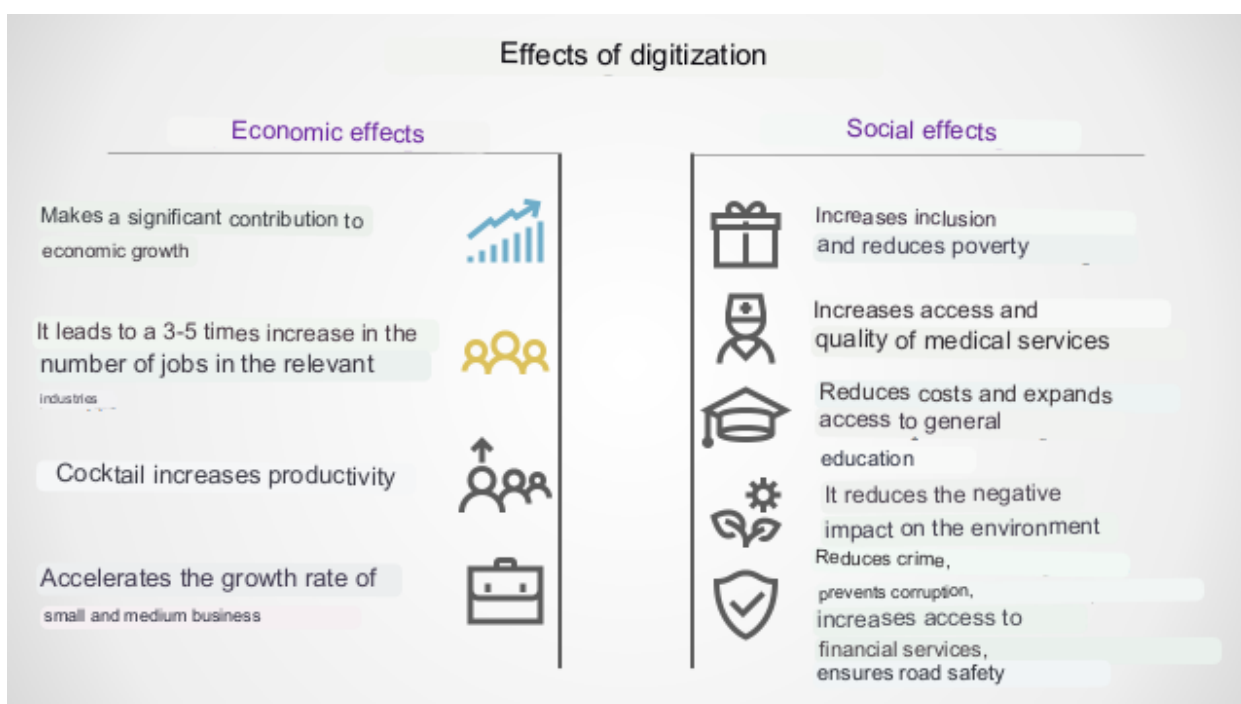 Effects of digitization
Economic effects
Makes a significant contribution to
economic growth
It leads to a 3-5 times increase in the
number of jobs in the relevant
industries
Cocktail increases productivity
Accelerates the growth rate of
small and medium business
Social effects
Increases inclusion
and reduces poverty
Increases access and
quality of medical services
Reduces costs and expands
access to general
education
It reduces the negative
impact on the environment
Reduces crime,
prevents corruption,
increases access to
financial services,
ensures road safety